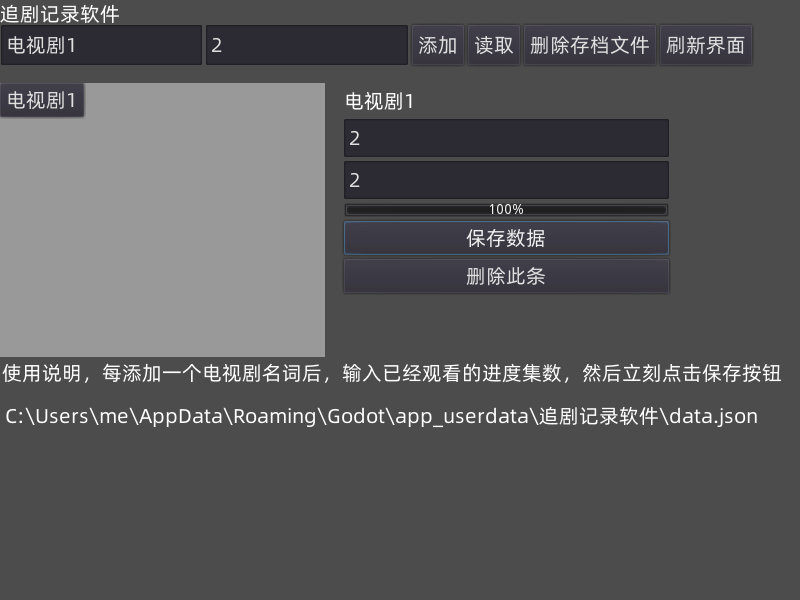 追剧记录软件
电视剧1 2 添加 读取 删除存档文件 刷新界面
电视剧1
电视剧1
2
2
100%
保存数据
删除此条
使用说明，每添加一个电视剧名词后，输入已经观看的进度集数，然后立刻点击保存按钮
C:\Users\me\AppData\Roaming\Godot\app_userdata\追剧记录软件\data.json